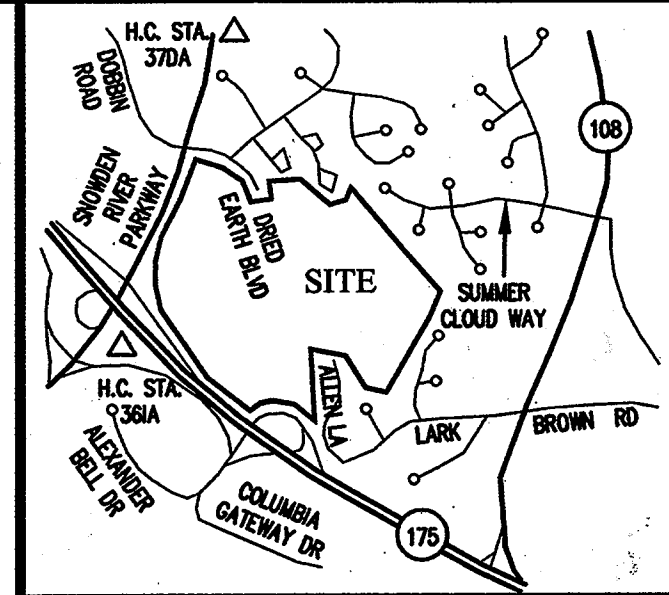 H.C. STA.
37DA
DOBBIN
ROAD
108
SNOWDEN
RIVER
PARKWAY
DRIED
EARTH BLVD
SITE
SUMMER
CLOUD WAY
H.C. STA.
36IA
ALLEN LA
LARK BROWN RD
ALEXANDER
BELL DR
COLUMBIA
GATEWAY DR
175